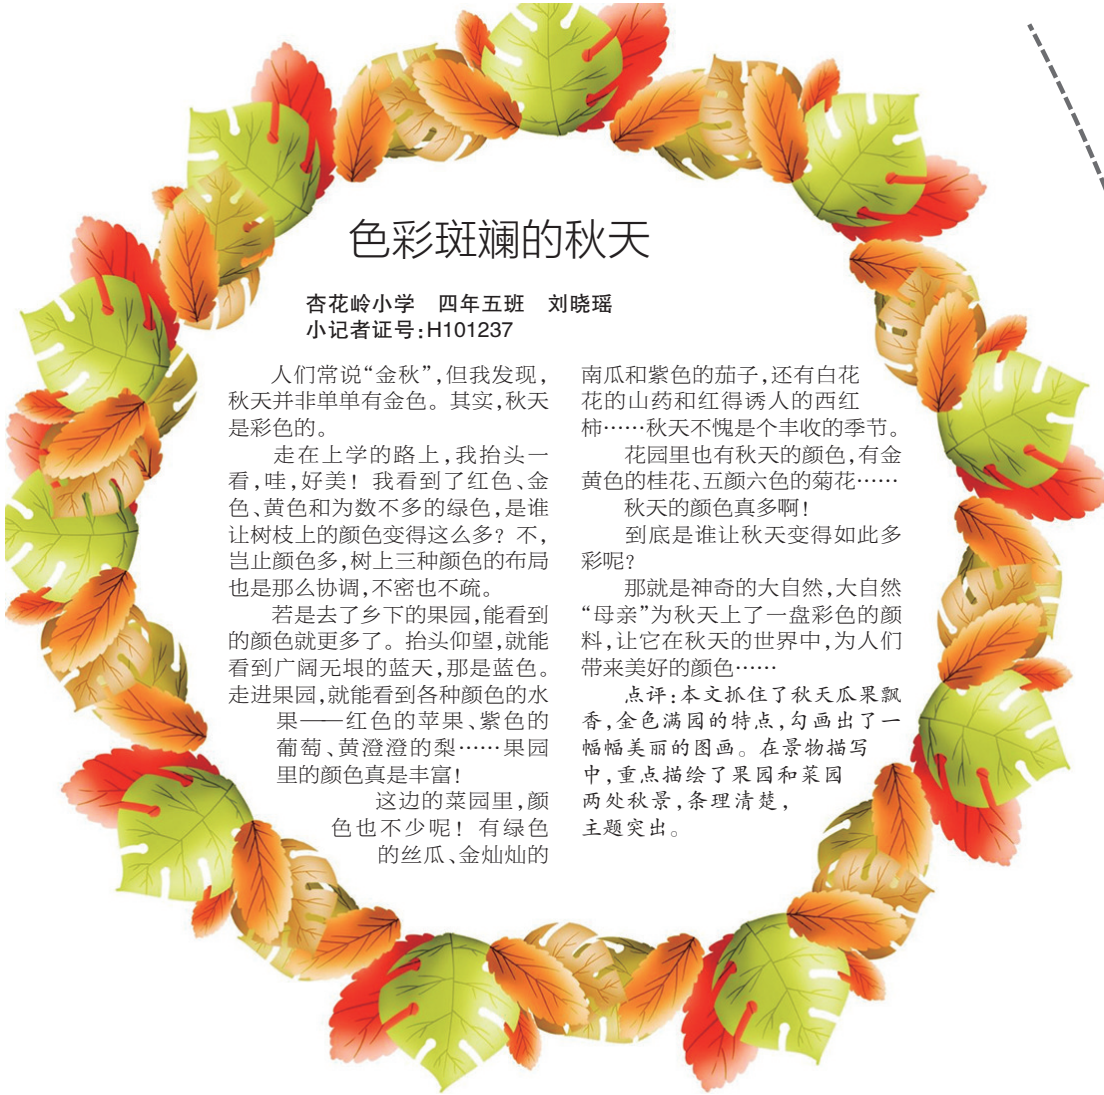 色彩斑斓的秋天
杏花岭小学 四年五班 刘晓瑶
小记者证号:H101237
人们常说“金秋”,但我发现,
秋天并非单单有金色。其实,秋天
是彩色的。
走在上学的路上,我抬头一
看,哇,好美！我看到了红色、金
色、黄色和为数不多的绿色,是谁
让树枝上的颜色变得这么多？不,
岂止颜色多,树上三种颜色的布局
也是那么协调,不密也不疏。
若是去了乡下的果园,能看到
的颜色就更多了。抬头仰望,就能
看到广阔无垠的蓝天,那是蓝色。
走进果园,就能看到各种颜色的水
果——红色的苹果、紫色的
葡萄、黄澄澄的梨……果园
里的颜色真是丰富！
这边的菜园里,颜
色也不少呢！有绿色
的丝瓜、金灿灿的
南瓜和紫色的茄子,还有白花
花的山药和红得诱人的西红
柿……秋天不愧是个丰收的季节。
花园里也有秋天的颜色,有金
黄色的桂花、五颜六色的菊花……
秋天的颜色真多啊！
到底是谁让秋天变得如此多
彩呢？
那就是神奇的大自然,大自然
“母亲”为秋天上了一盘彩色的颜
料,让它在秋天的世界中,为人们
带来美好的颜色……
点评:本文抓住了秋天瓜果飘
香,金色满园的特点,勾画出了一
幅幅美丽的图画。在景物描写
中,重点描绘了果园和菜园
两处秋景,条理清楚,
主题突出。